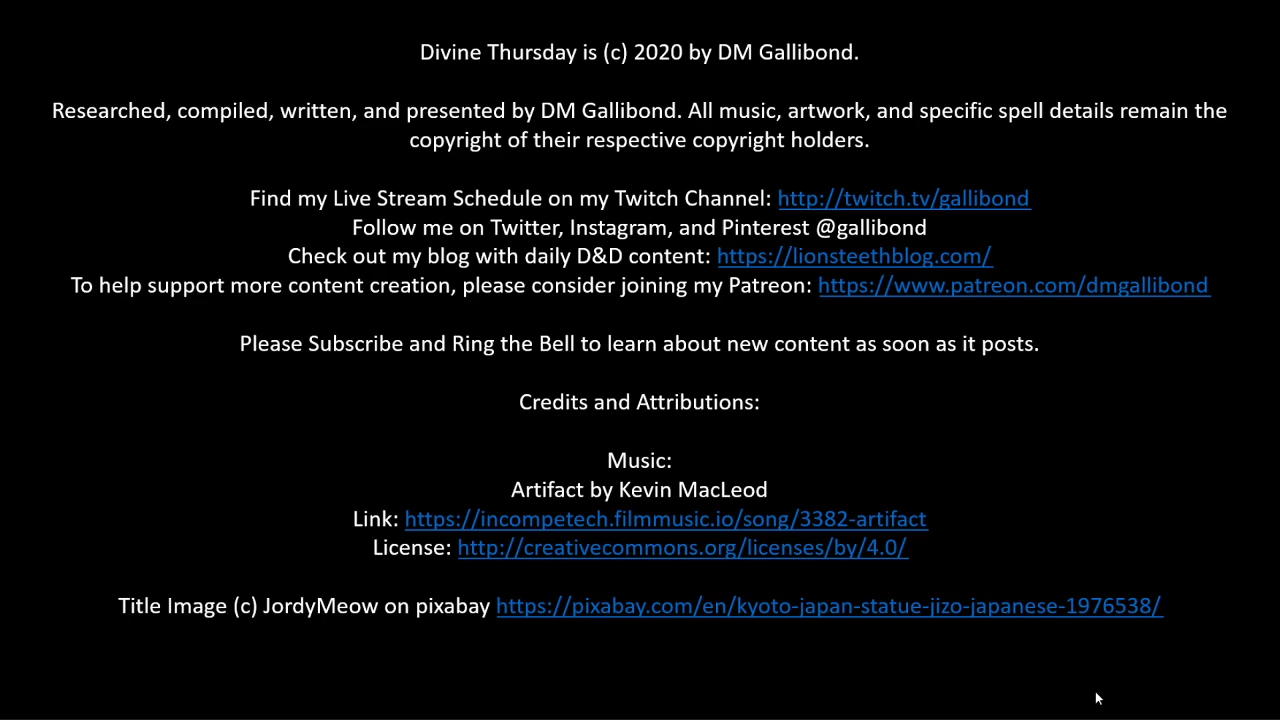 Divine Thursday is (c) 2020 by DM Gallibond.
Researched, compiled, written, and presented by DM Gallibond. All music, artwork, and specific spell details remain the
copyright of their respective copyright holders.
Find my Live Stream Schedule on my Twitch Channel: http://twitch.tv/gallibond
Follow me on Twitter, Instagram, and Pinterest @gallibond
Check out my blog with daily D&D content: https://lionsteethblog.com/
To help support more content creation, please consider joining my Patreon: https://www.patreon.com/dmgallibond
Please Subscribe and Ring the Bell to learn about new content as soon as it posts.
Credits and Attributions:
Music:
Artifact by Kevin MacLeod
Link: https://incompetech.filmmusic.io/song/3382-artifact
License: http://creativecommons.org/licenses/by/4.0/
Title Image (c) JordyMeow on pixabay https://pixabay.com/en/kyoto-japan-statue-jizo-japanese-1976538/